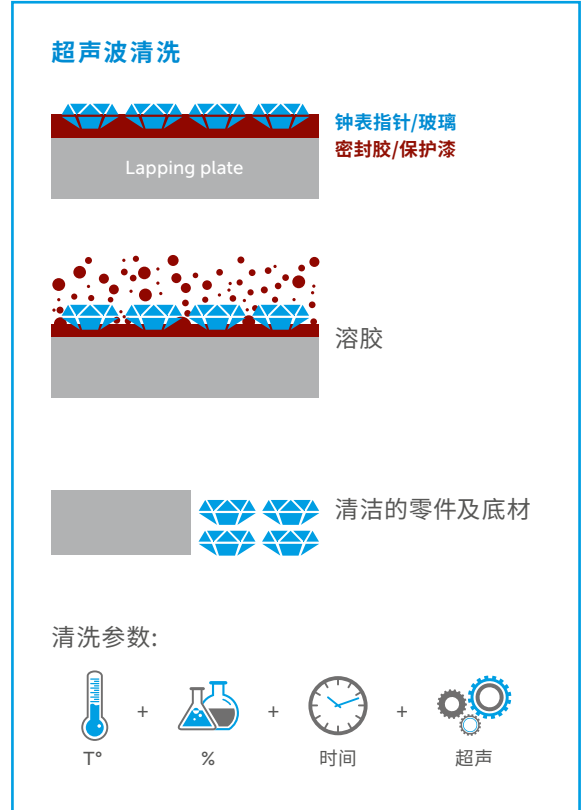 超声波清洗
钟表指针/玻璃
密封胶/保护漆
Lapping plate
溶胶
清洁的零件及底材
清洗参数:
T° + % + 时间 + 超声